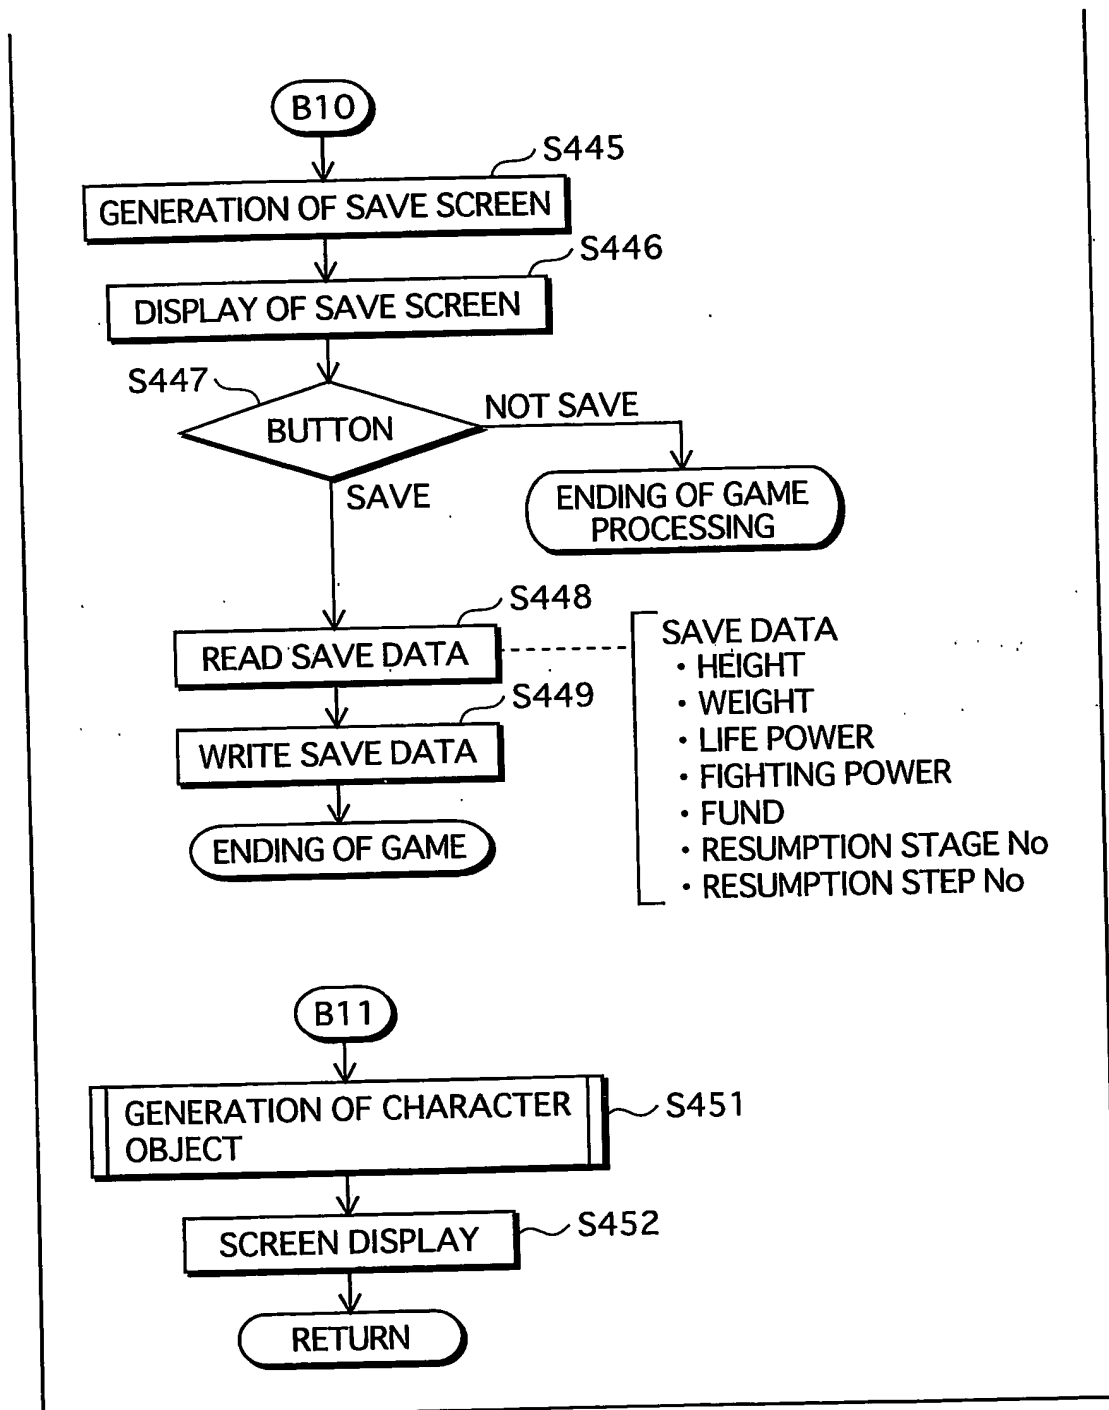 B10
S445
GENERATION OF SAVE SCREEN
S446
DISPLAY OF SAVE SCREEN
S447
BUTTON
NOT SAVE
SAVE
ENDING OF GAME
PROCESSING
S448
READ SAVE DATA
SAVE DATA
・HEIGHT
・WEIGHT
・LIFE POWER
・FIGHTING POWER
・FUND
・RESUMPTION STAGE No
・RESUMPTION STEP No
S449
WRITE SAVE DATA
ENDING OF GAME
B11
GENERATION OF CHARACTER
OBJECT
S451
SCREEN DISPLAY
S452
RETURN